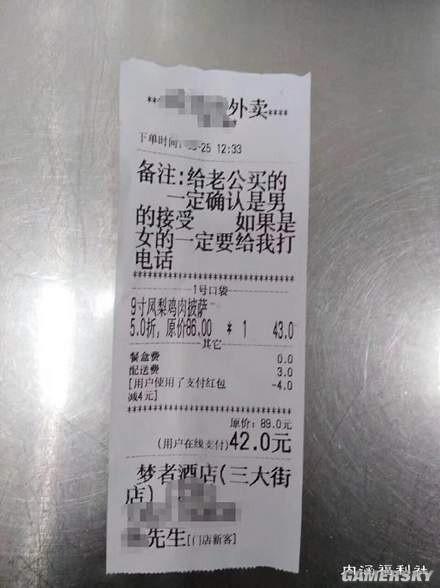 ***外卖****
下单时间: -25 12:33
备注:给老公买的
一定确认是男
的接受 如果是
女的一定要给我打
电话
1号口袋
9寸凤梨鸡肉披萨
5.0折，原价86.00 * 1 43.0
其它
餐盒费 0.0
配送费 3.0
[用户使用了支付红包 -4.0
减4元]
原价: 89.0元
(用户在线支付)42.0元
梦者酒店(三大街
店)
先生[门店新客]
内涵福利社
GAMERSKY